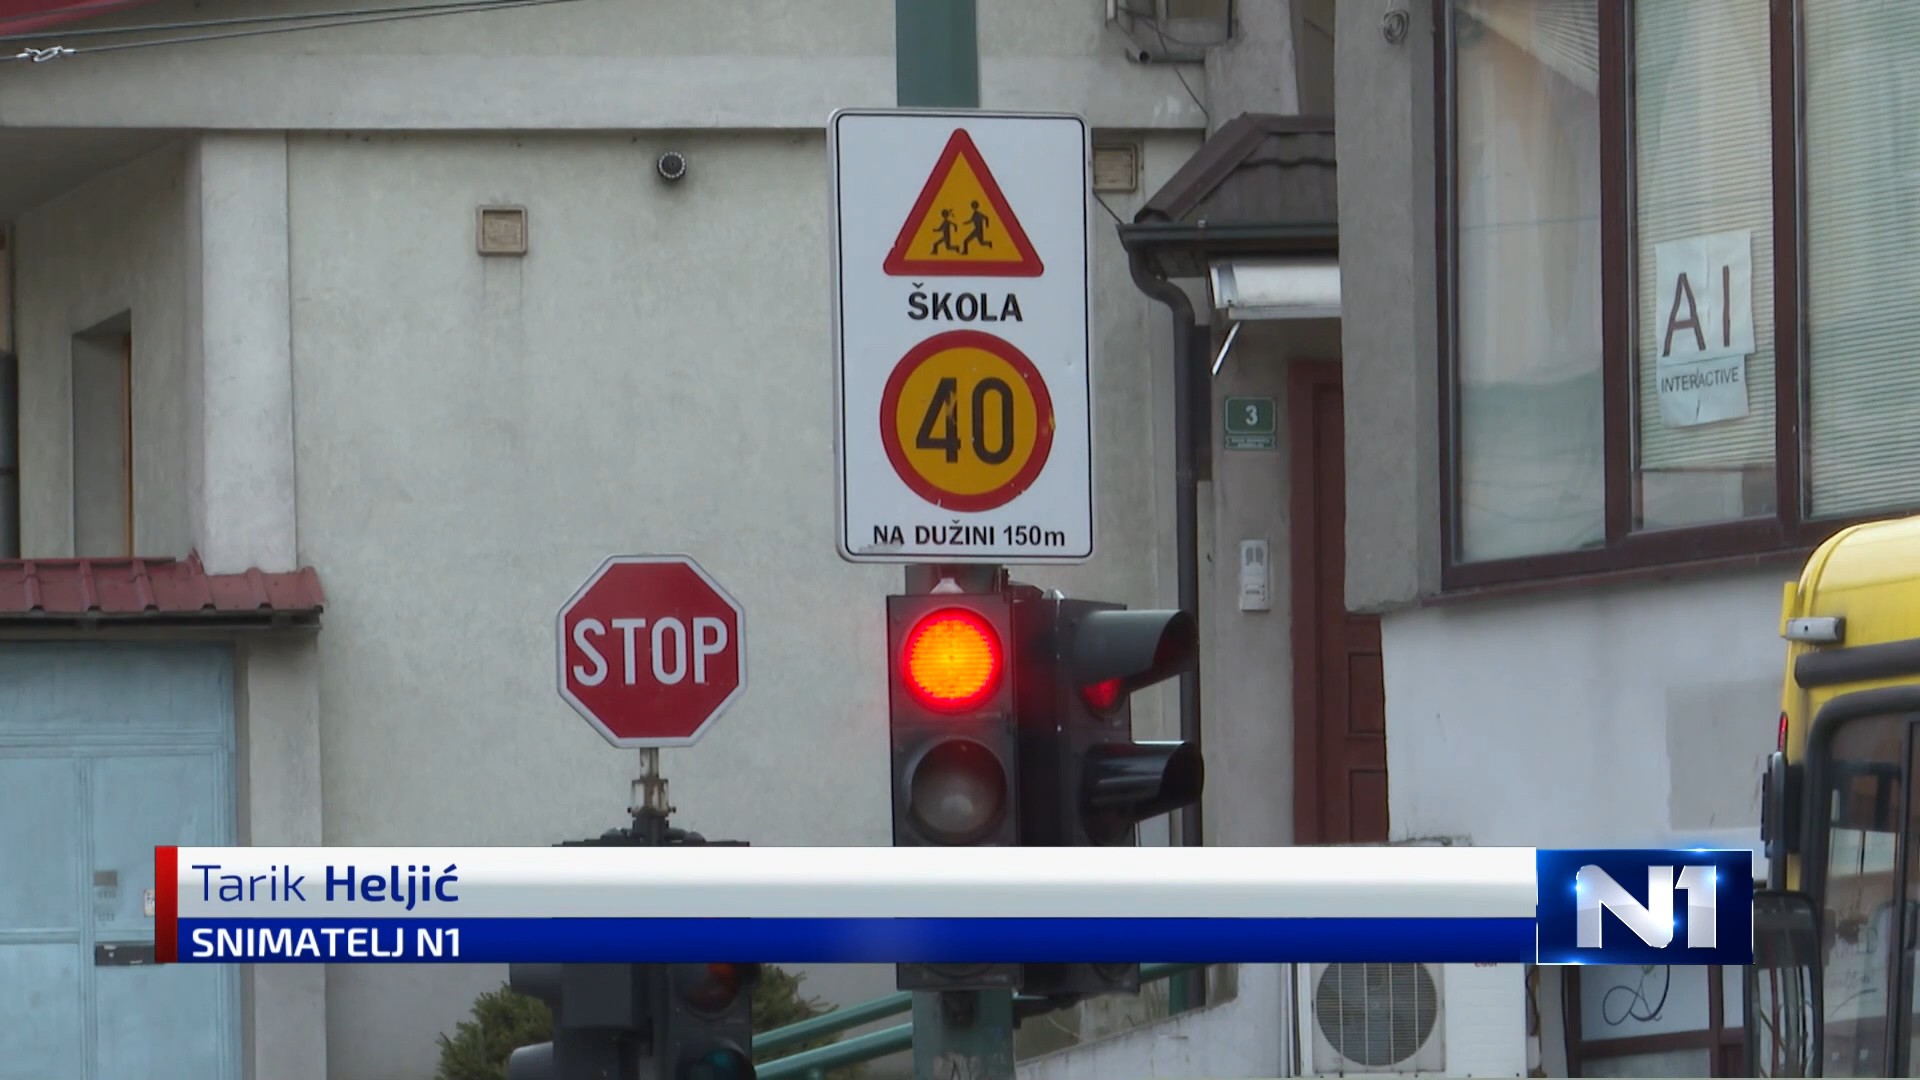 ŠKOLA
40
NA DUŽINI 150m
STOP
AI
INTERACTIVE
3
Tarik Heljić
SNIMATELJ N1
N1